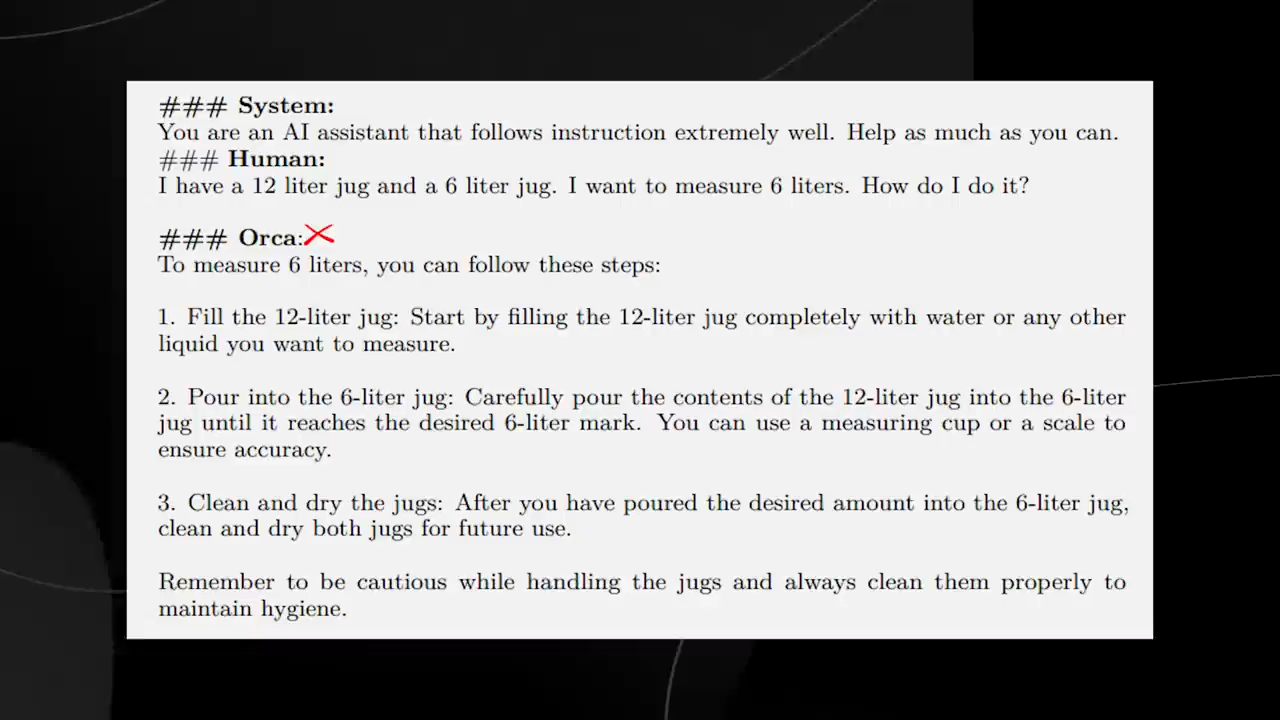 ### System:
You are an AI assistant that follows instruction extremely well. Help as much as you can.
### Human:
I have a 12 liter jug and a 6 liter jug. I want to measure 6 liters. How do I do it?
### Orca:
To measure 6 liters, you can follow these steps:
1. Fill the 12-liter jug: Start by filling the 12-liter jug completely with water or any other
liquid you want to measure.
2. Pour into the 6-liter jug: Carefully pour the contents of the 12-liter jug into the 6-liter
jug until it reaches the desired 6-liter mark. You can use a measuring cup or a scale to
ensure accuracy.
3. Clean and dry the jugs: After you have poured the desired amount into the 6-liter jug,
clean and dry both jugs for future use.
Remember to be cautious while handling the jugs and always clean them properly to
maintain hygiene.